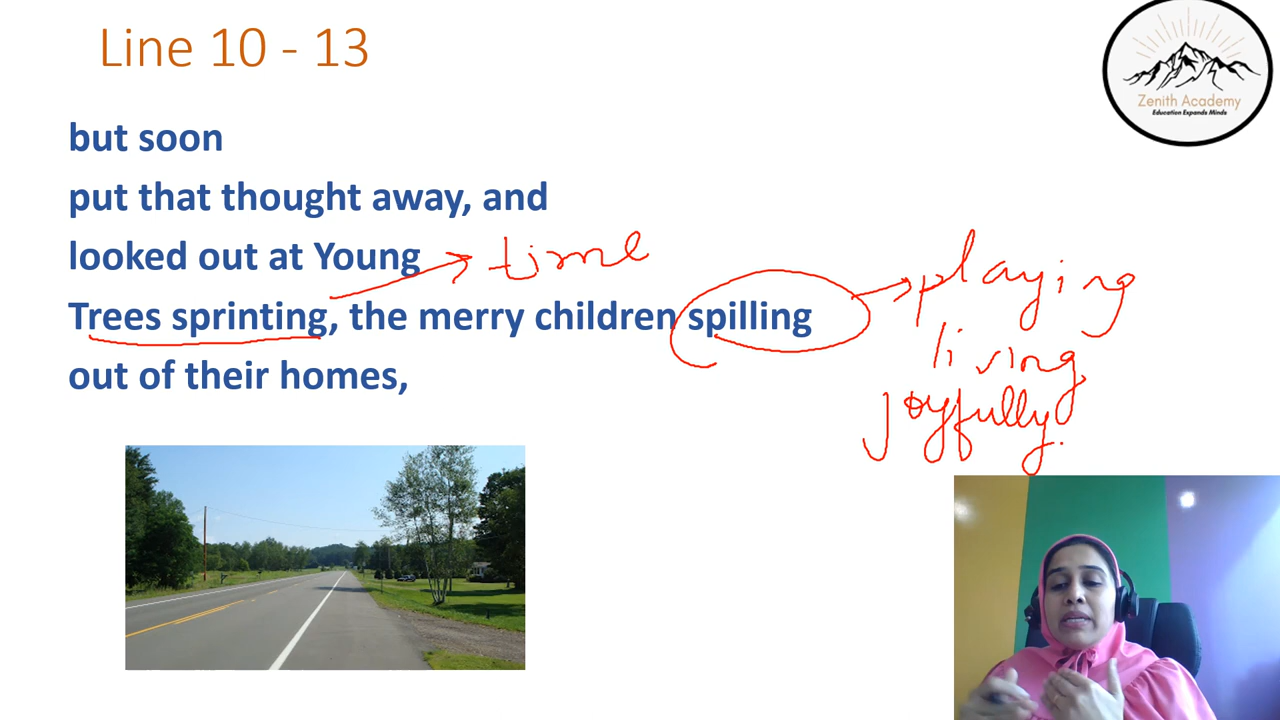 Line 10 - 13
Zenith Academy
Education Expands Minds
but soon
put that thought away, and
looked out at Young
time
Trees sprinting, the merry children spilling
playing
living
joyfully.
out of their homes,